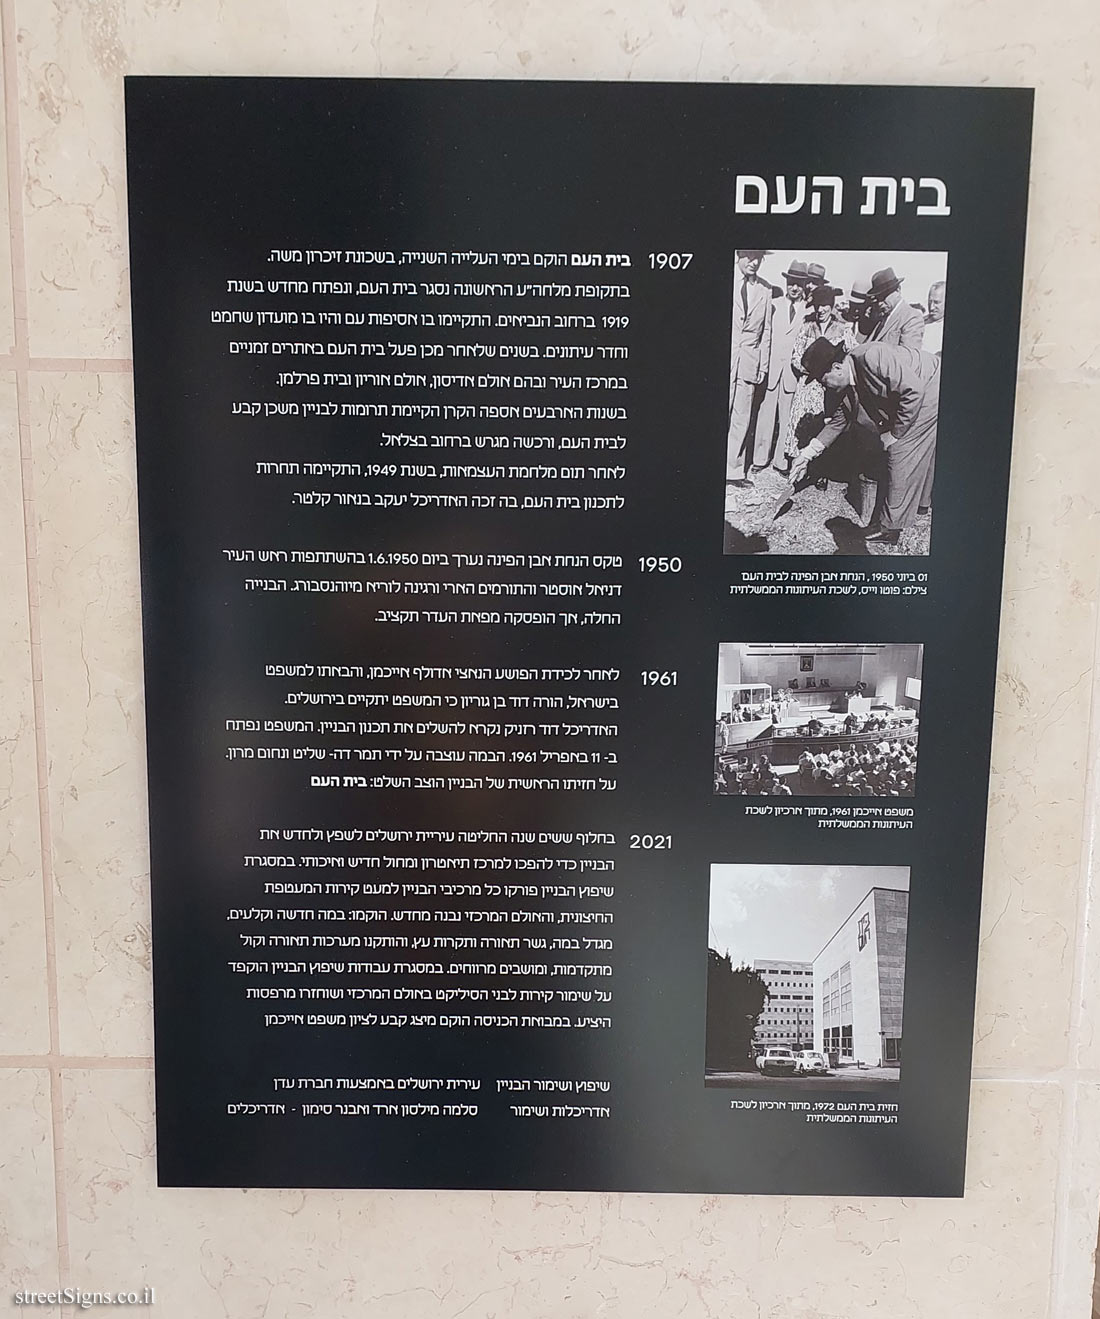 בית העם
1907
בית העם הוקם בימי העלייה השנייה, בשכונת זיכרון משה.
בתקופת מלחה"ע הראשונה נסגר בית העם, ונפתח מחדש בשנת
1919 ברחוב הנביאים. התקיימו בו אסיפות עם והיו בו מועדון שחמט
וחדר עיתונים. בשנים שלאחר מכן פעל בית העם באתרים זמניים
במרכז העיר ובהם אולם אדיסון, אולם אוריון ובית פרלמן.
בשנות הארבעים אספה הקרן הקיימת תרומות לבניין משכן קבע
לבית העם, ורכשה מגרש ברחוב בצלאל.
לאחר תום מלחמת העצמאות, בשנת 1949, התקיימה תחרות
לתכנון בית העם, בה זכה האדריכל יעקב בנאור קלטר.
1950
טקס הנחת אבן הפינה נערך ביום 1.6.1950 בהשתתפות ראש העיר
דניאל אוסטר והתורמים הארי ורגינה לוריא מיוהנסבורג. הבנייה
החלה, אך הופסקה מפאת העדר תקציב.
1961
לאחר לכידת הפושע הנאצי אדולף אייכמן, והבאתו למשפט
בישראל, הורה דוד בן גוריון כי המשפט יתקיים בירושלים.
האדריכל דוד רזניק נקרא להשלים את תכנון הבניין. המשפט נפתח
ב- 11 באפריל 1961. הבמה עוצבה על ידי תמר דה- שליט ונחום מרון.
על חזיתו הראשית של הבניין הוצב השלט: בית העם
2021
בחלוף ששים שנה החליטה עיריית ירושלים לשפץ ולחדש את
הבניין כדי להפכו למרכז תיאטרון ומחול חדיש ואיכותי. במסגרת
שיפוץ הבניין פורקו כל מרכיבי הבניין למעט קירות המעטפת
החיצונית, והאולם המרכזי נבנה מחדש. הוקמו: במה חדשה וקלעים,
מגדל במה, גשר תאורה ותקרות עץ, והותקנו מערכות תאורה וקול
מתקדמות, ומושבים מרווחים. במסגרת עבודות שיפוץ הבניין הוקפד
על שימור קירות לבני הסיליקט באולם המרכזי ושוחזרו מרפסות
היציע. במבואת הכניסה הוקם מיצג קבע לציון משפט אייכמן
שיפוץ ושימור הבניין עירית ירושלים באמצעות חברת עדן
אדריכלות ושימור סלמה מילסון ארד ואבנר סימון - אדריכלים
01 ביוני 1950, הנחת אבן הפינה לבית העם
צילם: פוטו וייס, לשכת העיתונות הממשלתית
משפט אייכמן 1961, מתוך ארכיון לשכת
העיתונות הממשלתית
חזית בית העם 1972, מתוך ארכיון לשכת
העיתונות הממשלתית
streetSigns.co.il